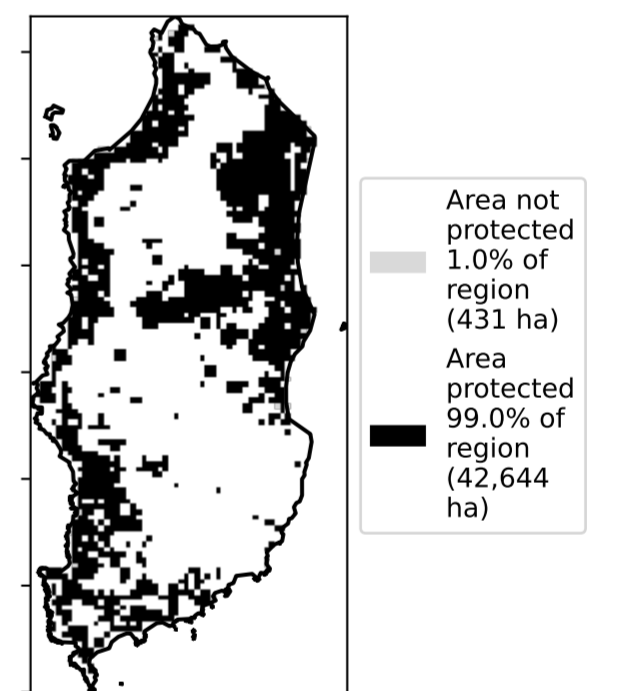 Area not
protected
1.0% of
region
(431 ha)
Area
protected
99.0% of
region
(42,644
ha)